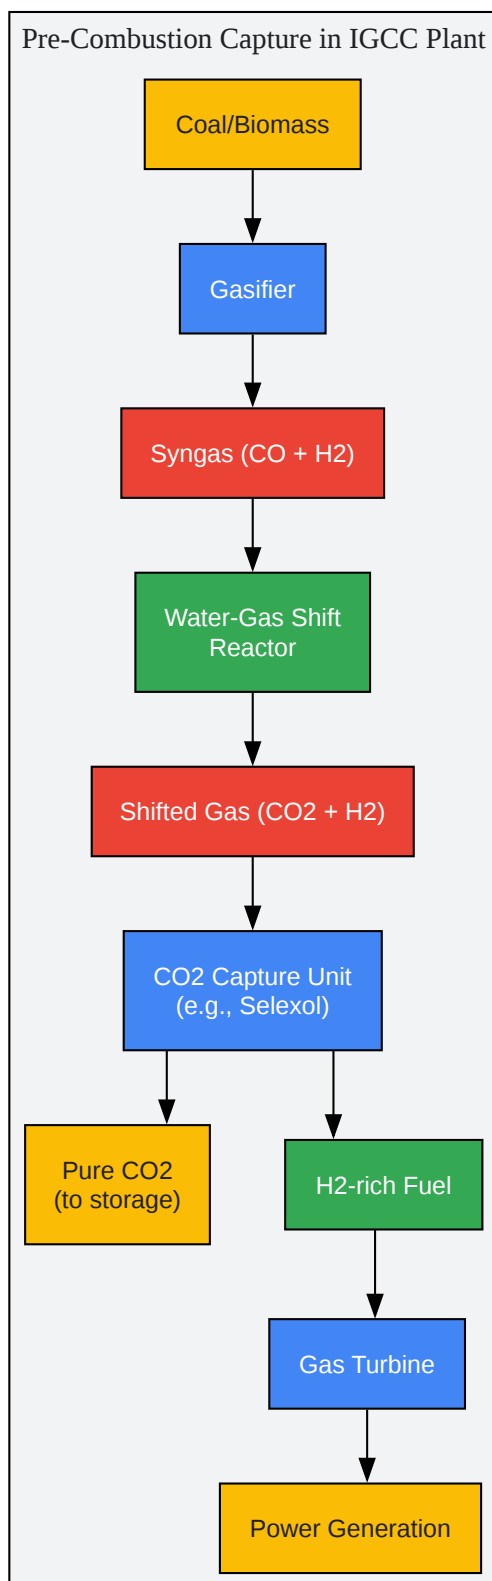 Pre-Combustion Capture in IGCC Plant
Coal/Biomass
Gasifier
Syngas (CO + H2)
Water-Gas Shift
Reactor
Shifted Gas (CO2 + H2)
CO2 Capture Unit
(e.g., Selexol)
Pure CO2
(to storage)
H2-rich Fuel
Gas Turbine
Power Generation